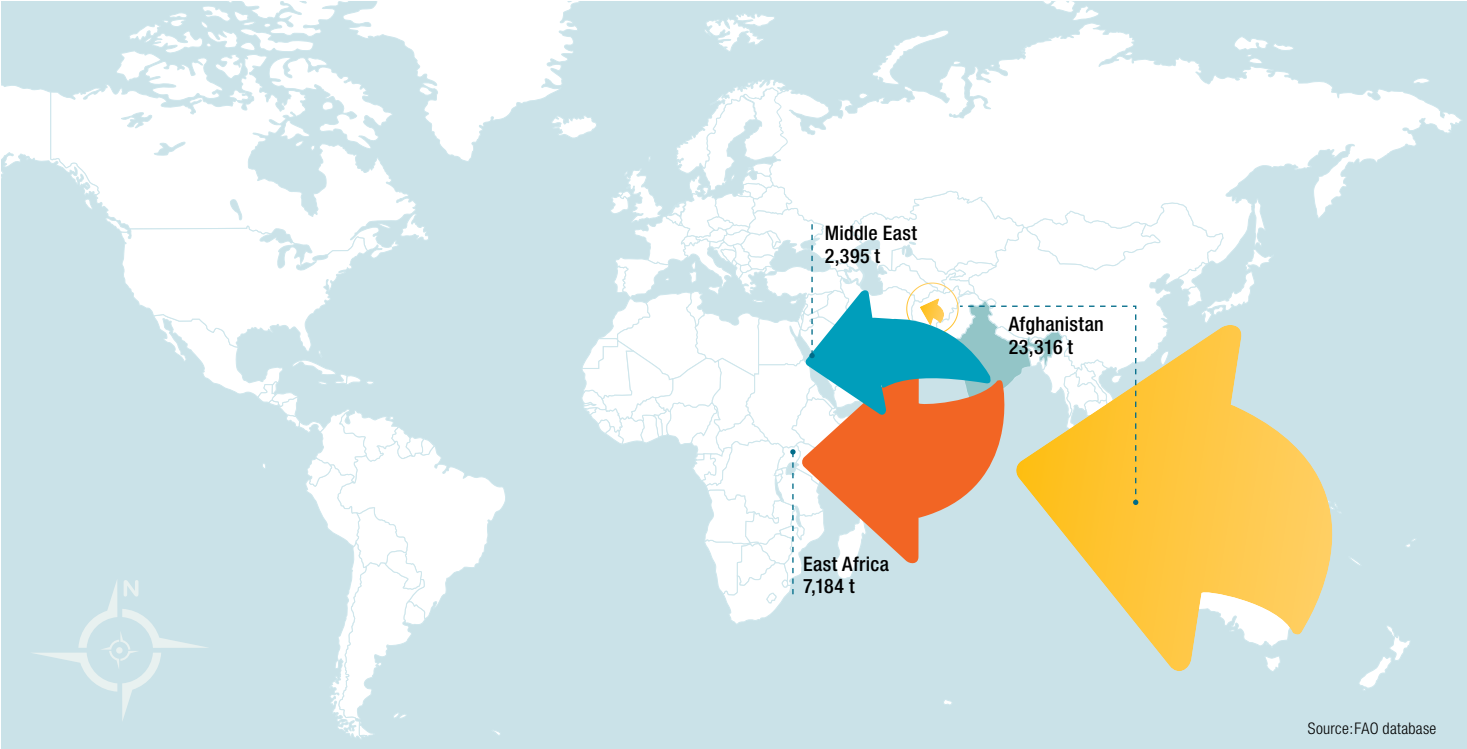 Middle East
2,395 t
Afghanistan
23,316 t
East Africa
7,184 t
N
Source:FAO database